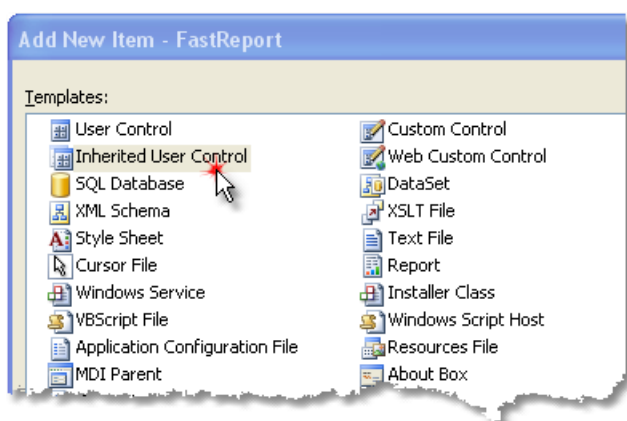 Add New Item - FastReport
Templates:
User Control
Custom Control
Inherited User Control
Web Custom Control
SQL Database
DataSet
XML Schema
XSLT File
Style Sheet
Text File
Cursor File
Report
Windows Service
Installer Class
VBScript File
Windows Script Host
Application Configuration File
Resources File
MDI Parent
About Box